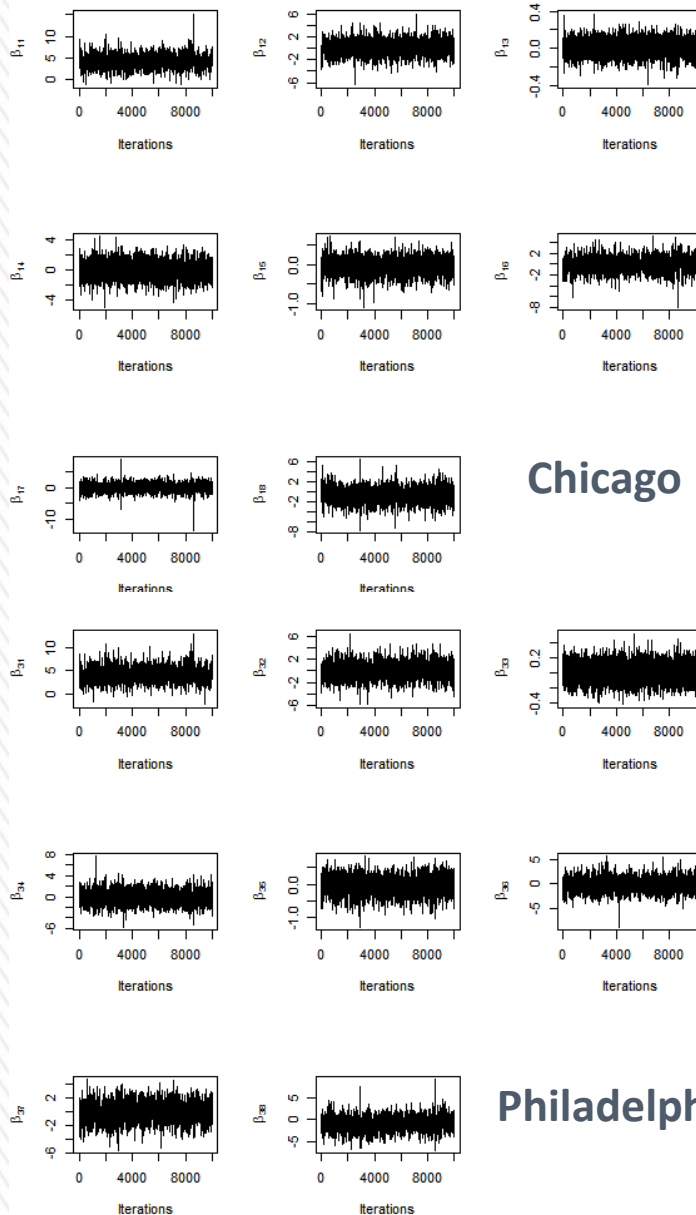 β11 0 5 10 0 4000 8000 Iterations
β12 -6 -2 2 6 0 4000 8000 Iterations
β13 -0.4 0.0 0.4 0 4000 8000 Iterations
β14 -4 0 4 0 4000 8000 Iterations
β15 -1.0 0.0 0 4000 8000 Iterations
β16 -8 -2 2 0 4000 8000 Iterations
β17 -10 0 0 4000 8000 Iterations
β18 -8 -2 2 6 0 4000 8000 Iterations
Chicago
β31 0 5 10 0 4000 8000 Iterations
β32 -6 -2 2 6 0 4000 8000 Iterations
β33 -0.4 0.2 0 4000 8000 Iterations
β34 -6 0 4 8 0 4000 8000 Iterations
β35 -1.0 0.0 0 4000 8000 Iterations
β36 -5 0 5 0 4000 8000 Iterations
β37 -6 -2 2 0 4000 8000 Iterations
β38 -5 0 5 0 4000 8000 Iterations
Philadelph